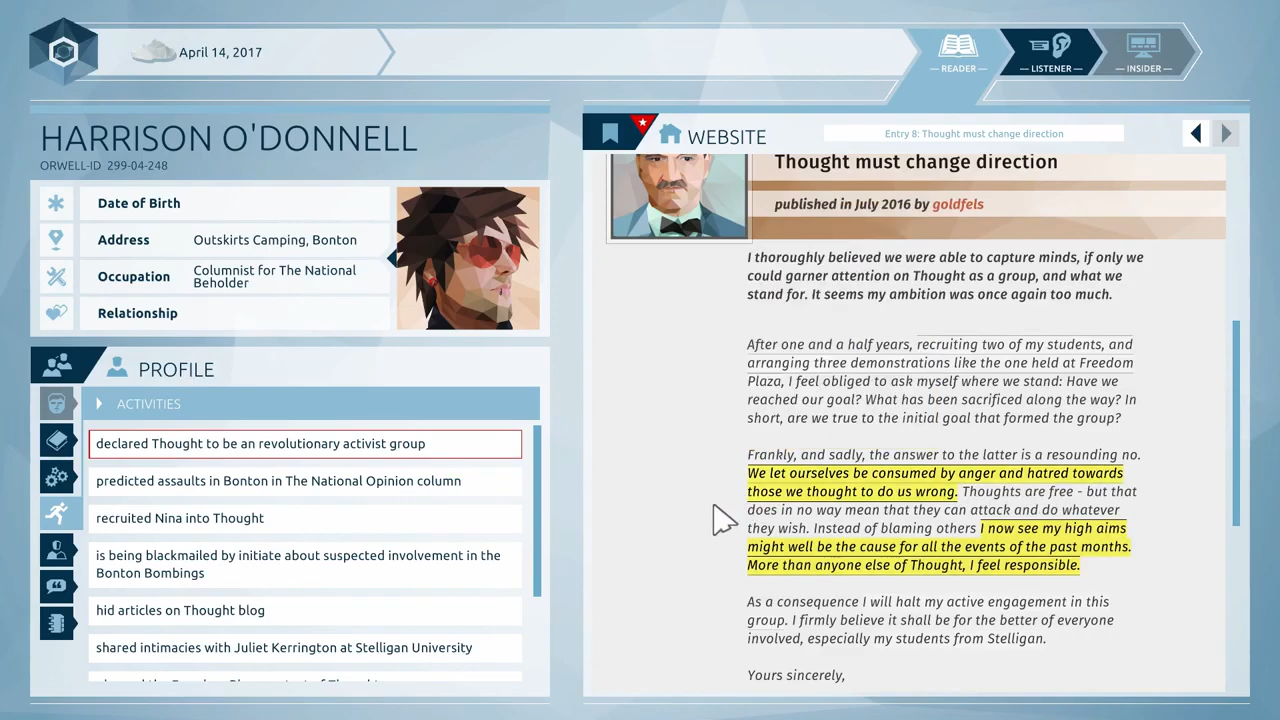 April 14, 2017
— READER —
— LISTENER —
— INSIDER —
HARRISON O'DONNELL
ORWELL-ID 299-04-248
Date of Birth
Address Outskirts Camping, Bonton
Occupation Columnist for The National
Beholder
Relationship
PROFILE
ACTIVITIES
declared Thought to be an revolutionary activist group
predicted assaults in Bonton in The National Opinion column
recruited Nina into Thought
is being blackmailed by initiate about suspected involvement in the
Bonton Bombings
hid articles on Thought blog
shared intimacies with Juliet Kerrington at Stelligan University
WEBSITE
Entry 8: Thought must change direction
Thought must change direction
published in July 2016 by goldfels
I thoroughly believed we were able to capture minds, if only we
could garner attention on Thought as a group, and what we
stand for. It seems my ambition was once again too much.
After one and a half years, recruiting two of my students, and
arranging three demonstrations like the one held at Freedom
Plaza, I feel obliged to ask myself where we stand: Have we
reached our goal? What has been sacrificed along the way? In
short, are we true to the initial goal that formed the group?
Frankly, and sadly, the answer to the latter is a resounding no.
We let ourselves be consumed by anger and hatred towards
those we thought to do us wrong. Thoughts are free - but that
does in no way mean that they can attack and do whatever
they wish. Instead of blaming others I now see my high aims
might well be the cause for all the events of the past months.
More than anyone else of Thought, I feel responsible.
As a consequence I will halt my active engagement in this
group. I firmly believe it shall be for the better of everyone
involved, especially my students from Stelligan.
Yours sincerely,